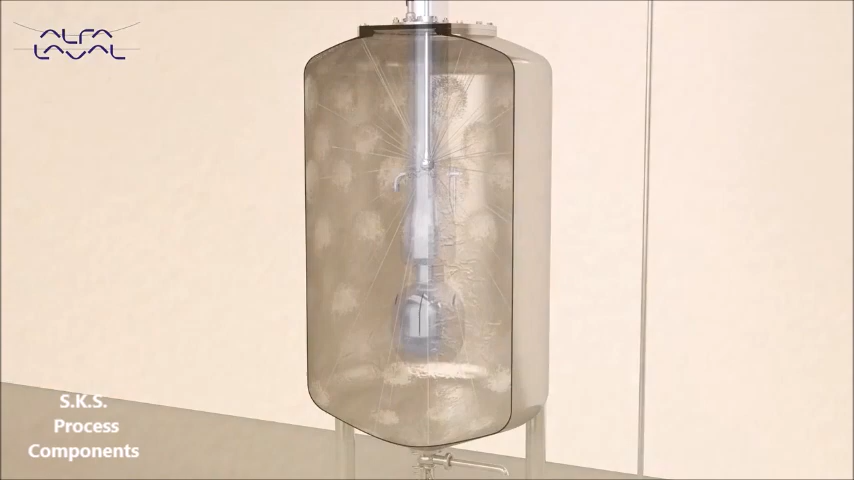 ALFA
LAVAL
S.K.S.
Process
Components